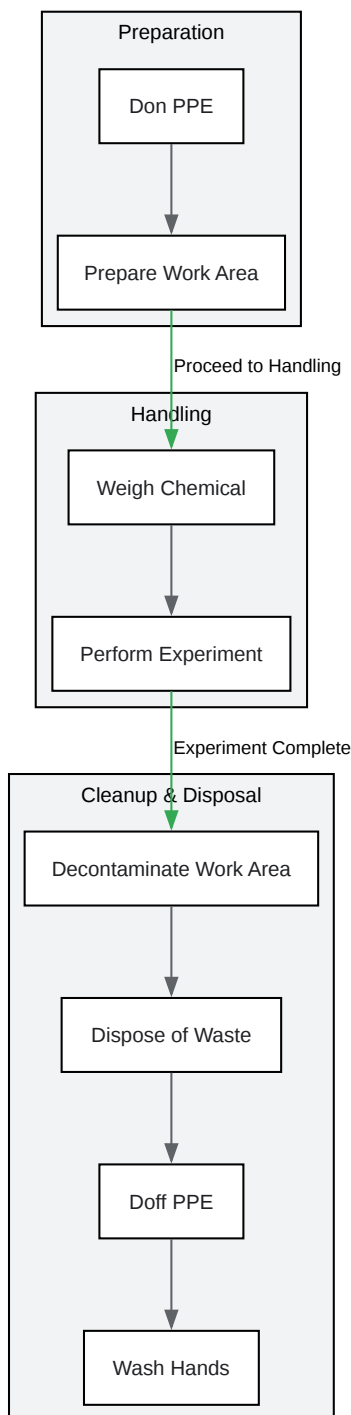 Preparation
Don PPE
Prepare Work Area
Proceed to Handling
Handling
Weigh Chemical
Perform Experiment
Experiment Complete
Cleanup & Disposal
Decontaminate Work Area
Dispose of Waste
Doff PPE
Wash Hands